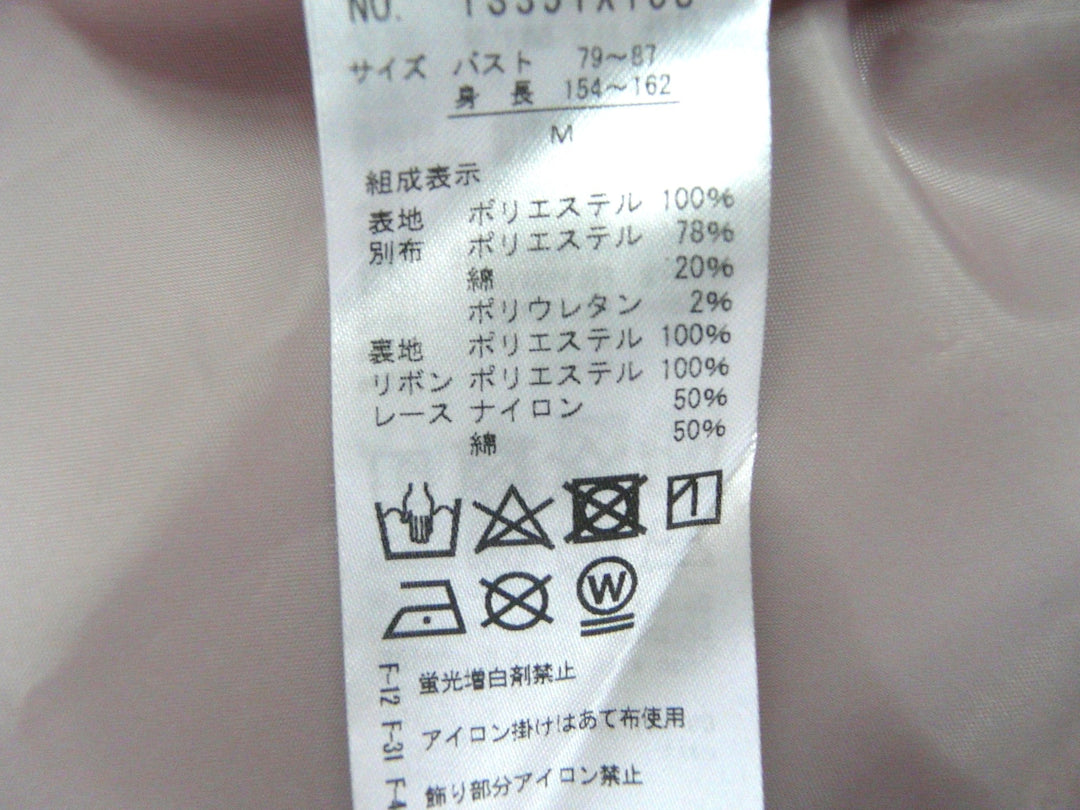 NO.
サイズ バスト 79～87
身長 154～162
M
組成表示
表地 ポリエステル 100%
別布 ポリエステル 78%
綿 20%
ポリウレタン 2%
裏地 ポリエステル 100%
リボン ポリエステル 100%
レース ナイロン 50%
綿 50%
W
F-12 蛍光増白剤禁止
F-31 アイロン掛けはあて布使用
F-4 飾り部分アイロン禁止